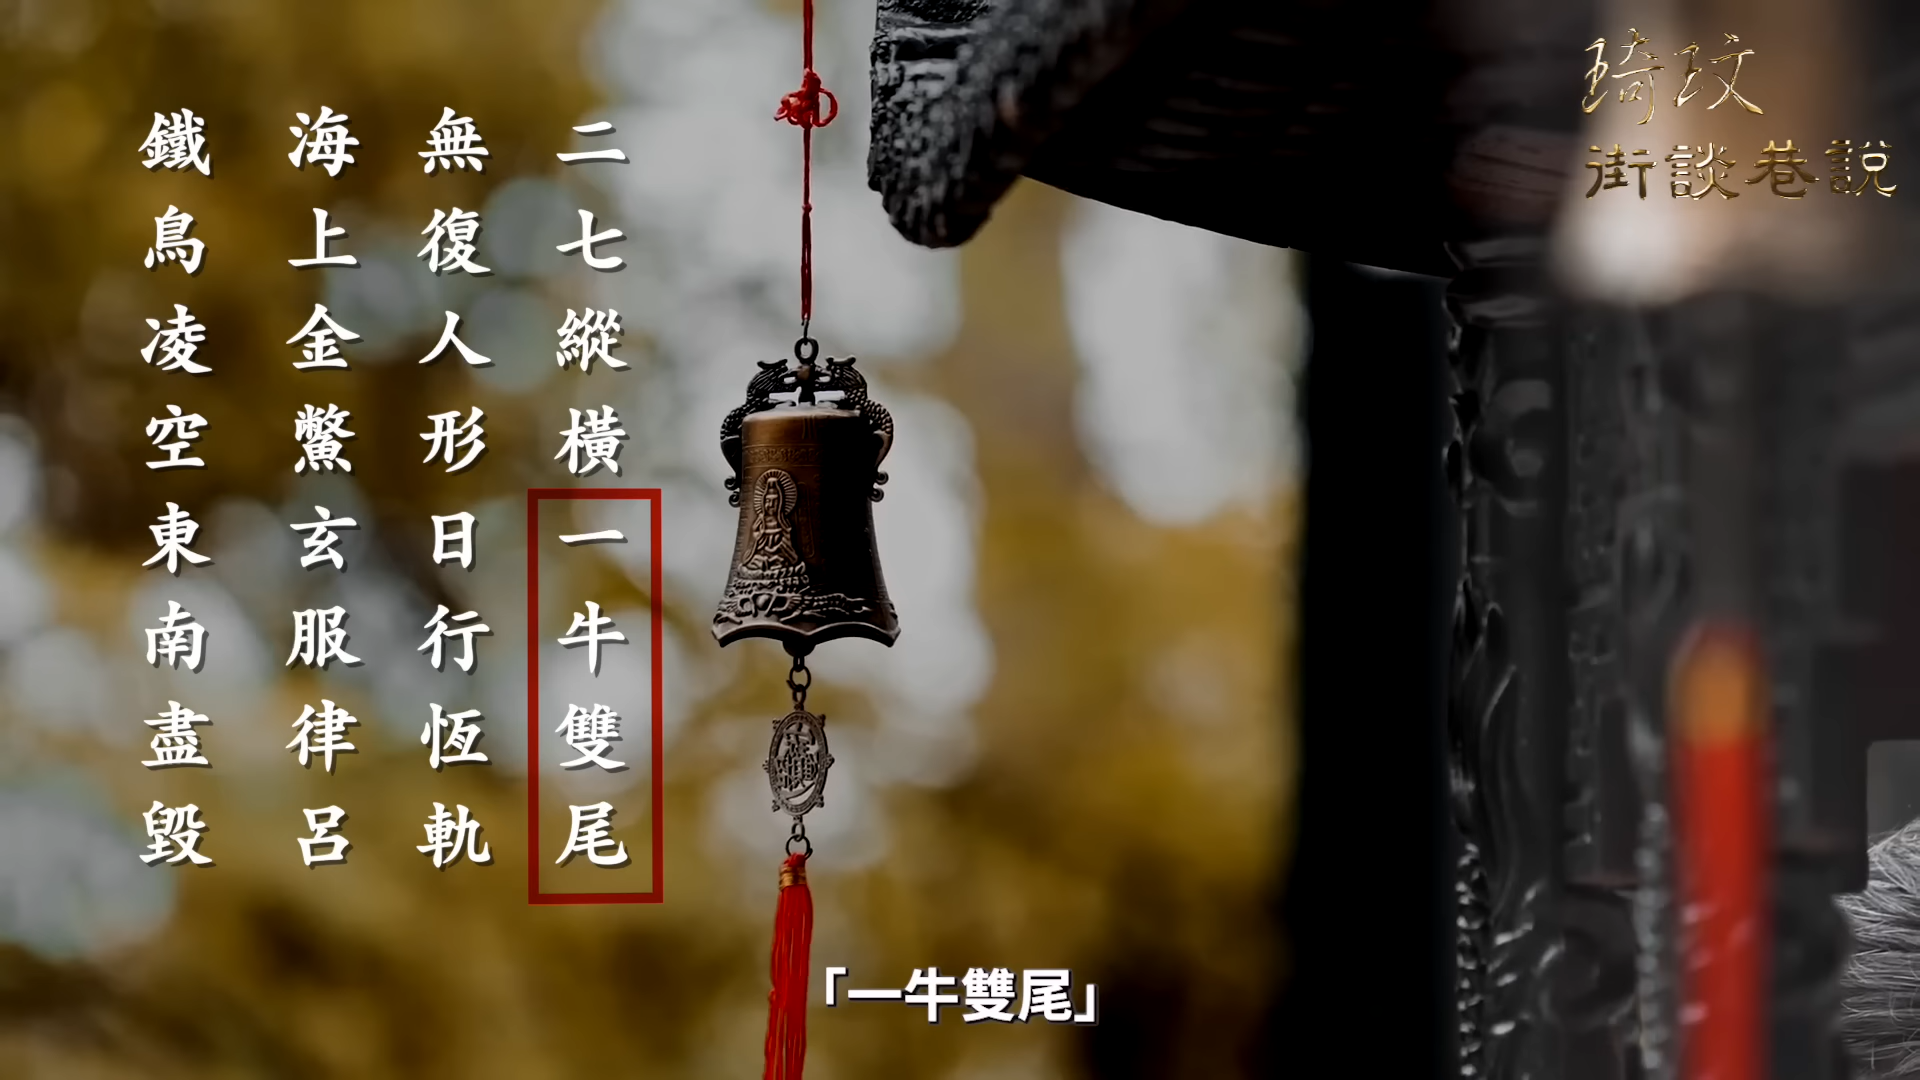 二七縱橫一牛雙尾
無復人形日行恆軌
海上金鱉玄服律呂
鐵鳥凌空東南盡毀
琦玟
街談巷說
「一牛雙尾」